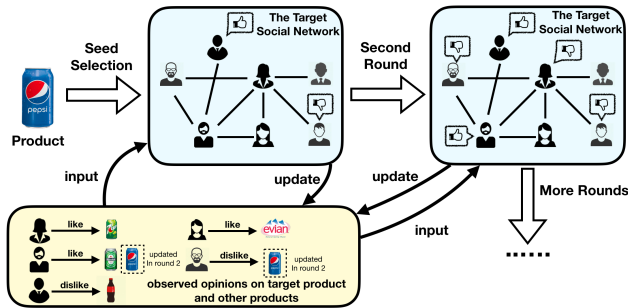 The Target
Social Network
Seed
Selection
pepsi
Product
Second
Round
The Target
Social Network
input
update
update
input
More Rounds
......
like
like
evian
like
updated
In round 2
dislike
updated
In round 2
dislike
observed opinions on target product
and other products